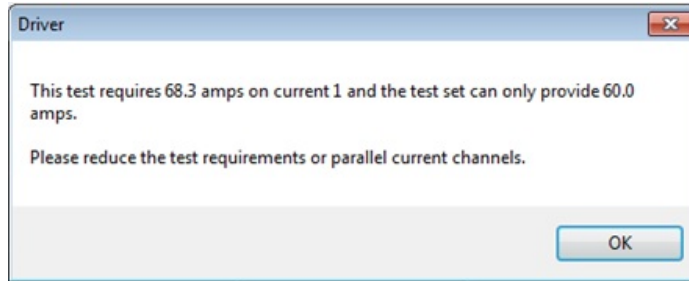 Driver
This test requires 68.3 amps on current 1 and the test set can only provide 60.0
amps.
Please reduce the test requirements or parallel current channels.
OK